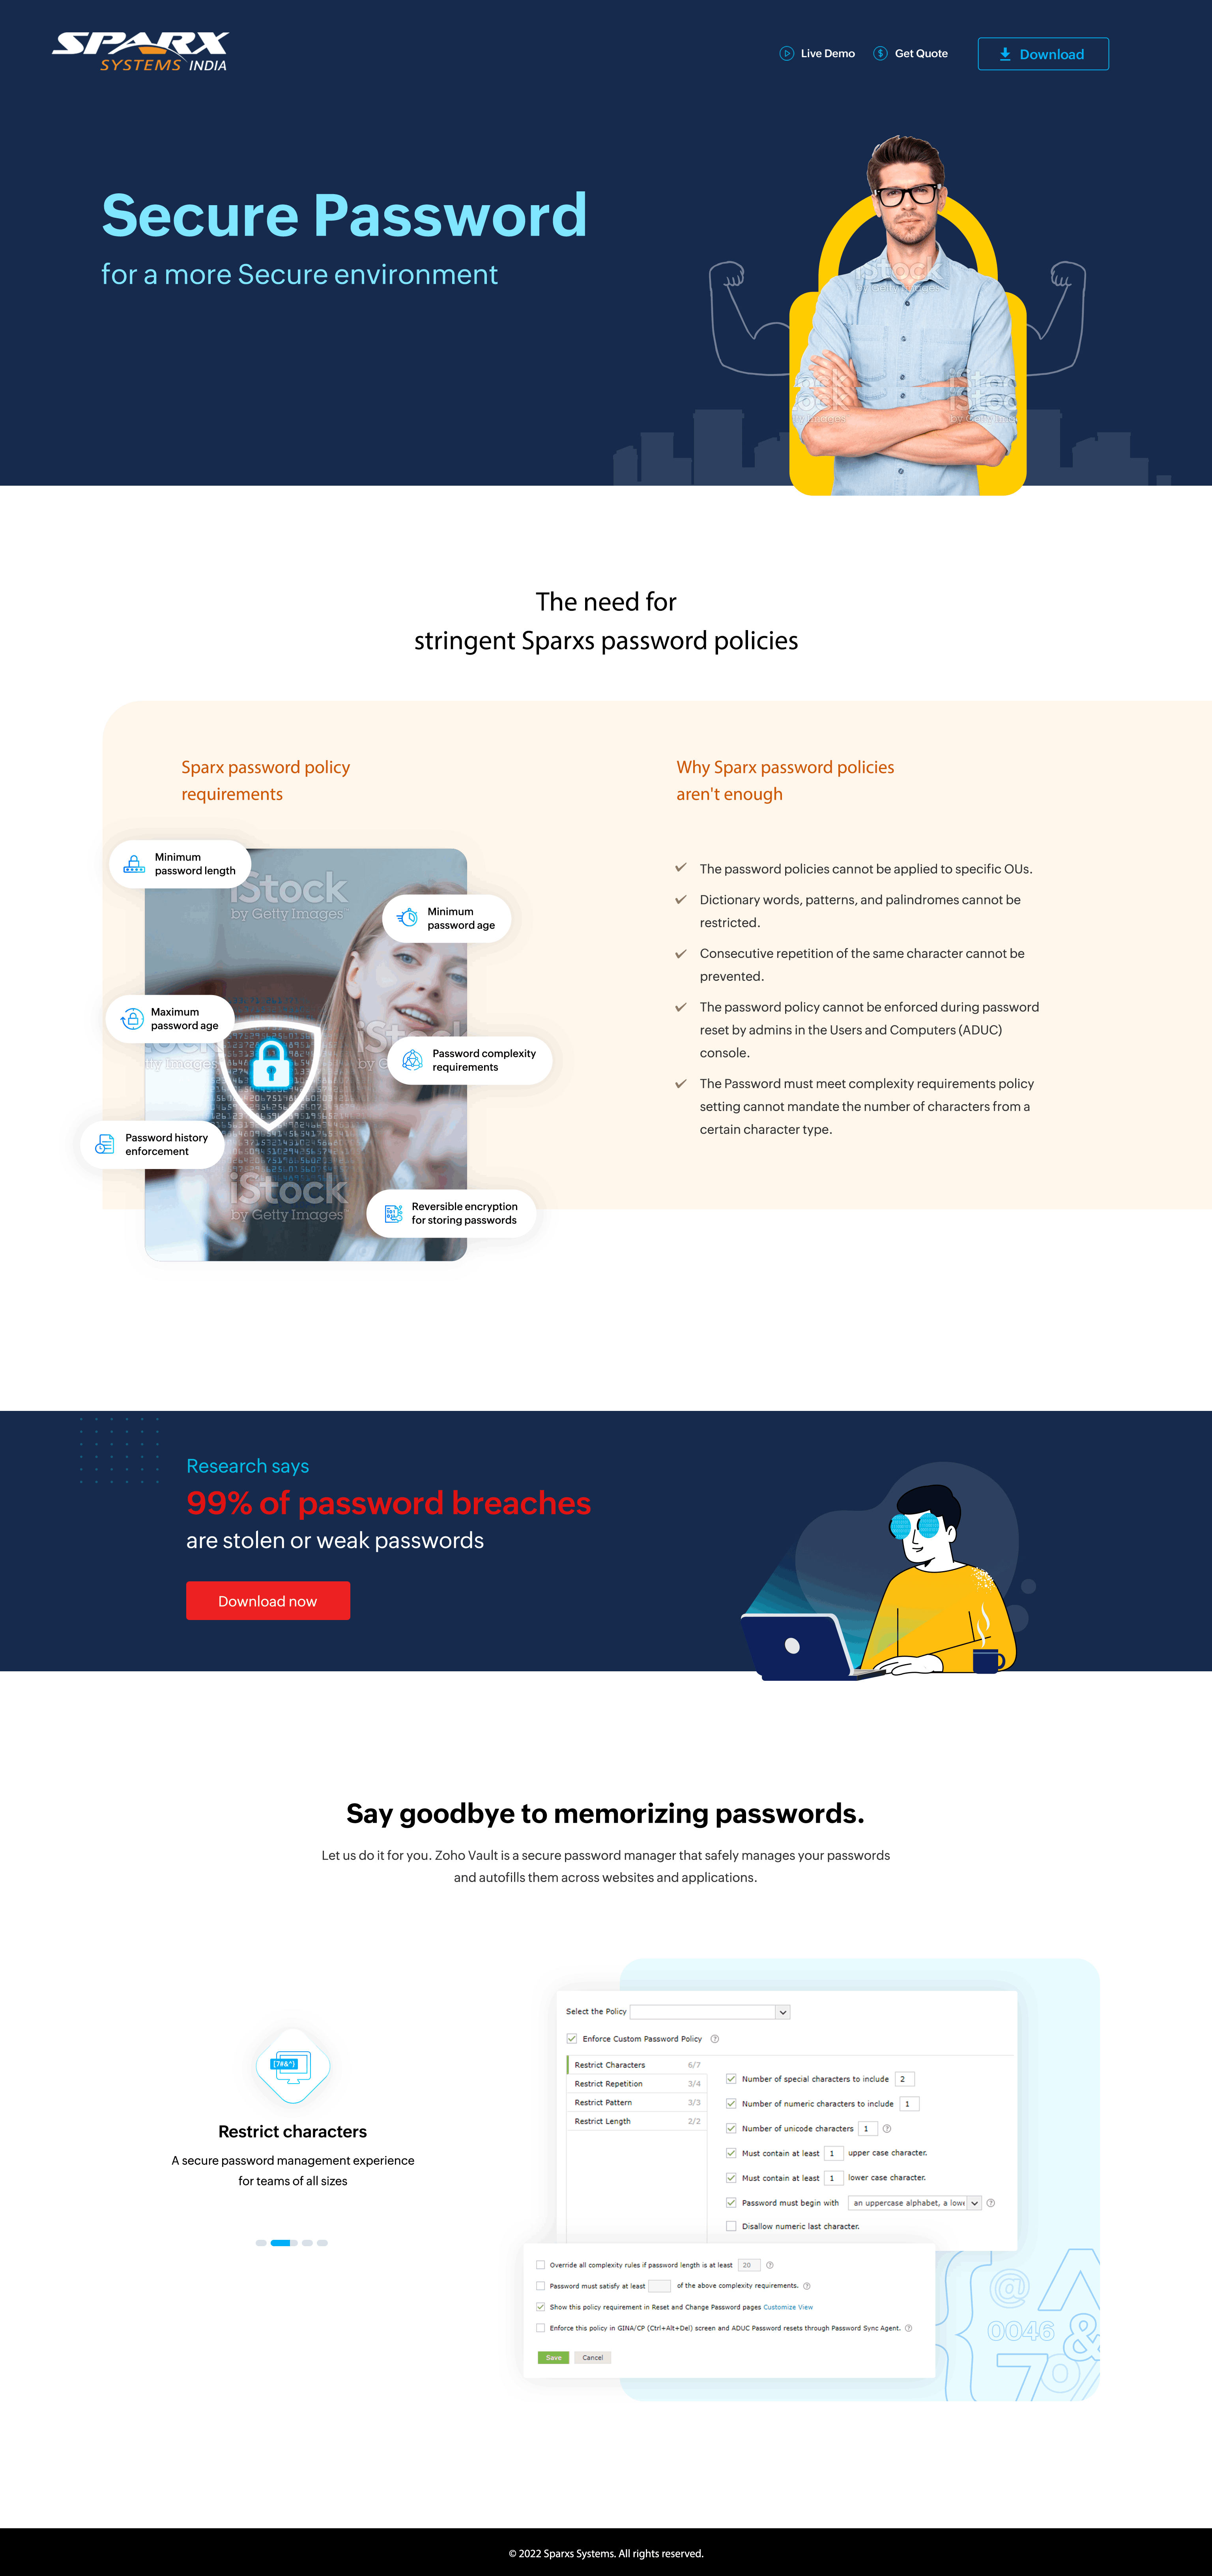 SPARX
SYSTEMS INDIA
Live Demo
Get Quote
Download
Secure Password
for a more Secure environment
iStock
by Getty Images
The need for
stringent Sparxs password policies
Sparx password policy
requirements
Minimum
password length
iStock
by Getty Images
Minimum
password age
Maximum
password age
Password complexity
requirements
Password history
enforcement
iStock
by Getty Images
Reversible encryption
for storing passwords
Why Sparx password policies
aren't enough
The password policies cannot be applied to specific OUs.
Dictionary words, patterns, and palindromes cannot be
restricted.
Consecutive repetition of the same character cannot be
prevented.
The password policy cannot be enforced during password
reset by admins in the Users and Computers (ADUC)
console.
The Password must meet complexity requirements policy
setting cannot mandate the number of characters from a
certain character type.
Research says
99% of password breaches
are stolen or weak passwords
Download now
Say goodbye to memorizing passwords.
Let us do it for you. Zoho Vault is a secure password manager that safely manages your passwords
and autofills them across websites and applications.
[7#&^]
Restrict characters
A secure password management experience
for teams of all sizes
Select the Policy
Enforce Custom Password Policy
Restrict Characters 6/7
Restrict Repetition 3/4
Restrict Pattern 3/3
Restrict Length 2/2
Number of special characters to include 2
Number of numeric characters to include 1
Number of unicode characters 1
Must contain at least 1 upper case character.
Must contain at least 1 lower case character.
Password must begin with an uppercase alphabet, a lowe
Disallow numeric last character.
Override all complexity rules if password length is at least 20
Password must satisfy at least of the above complexity requirements.
Show this policy requirement in Reset and Change Password pages Customize View
Enforce this policy in GINA/CP (Ctrl+Alt+Del) screen and ADUC Password resets through Password Sync Agent.
Save
Cancel
@
0046
&
{
7
%
© 2022 Sparxs Systems. All rights reserved.